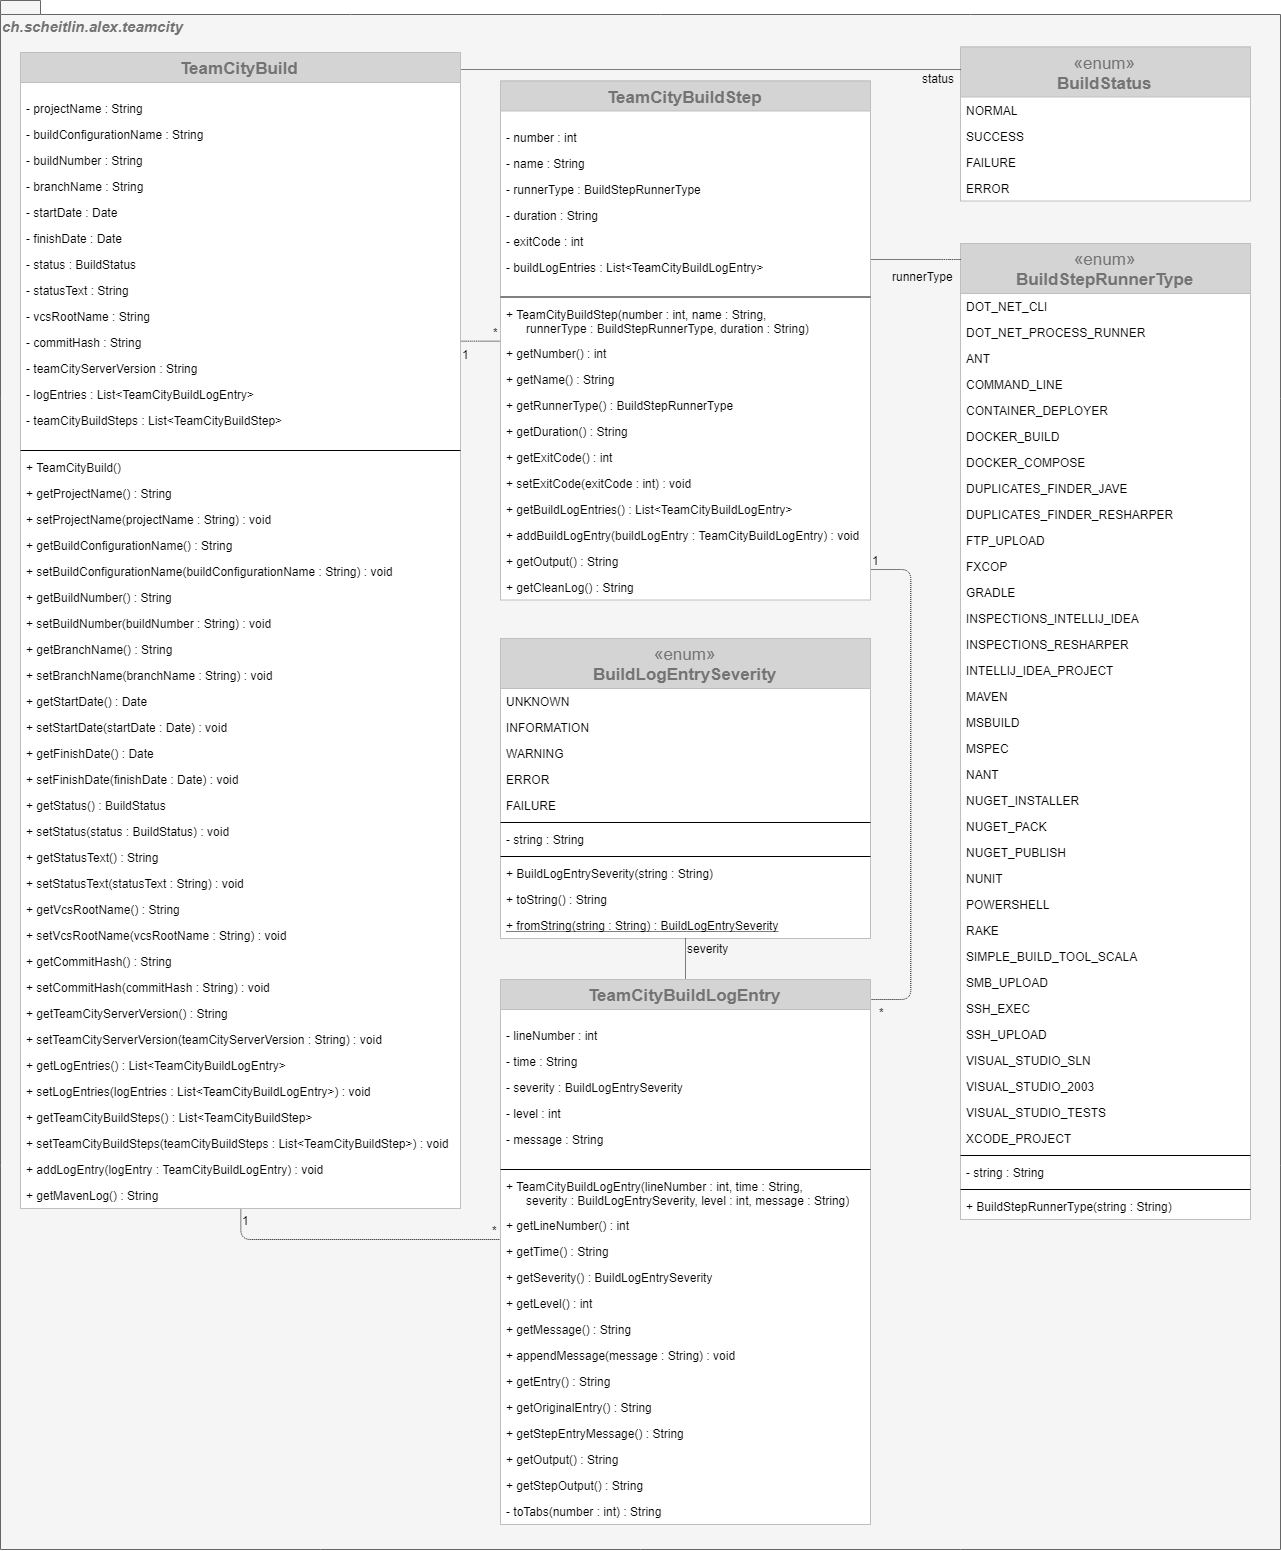 ch.scheitlin.alex.teamcity
TeamCityBuild
- projectName : String
- buildConfigurationName : String
- buildNumber : String
- branchName : String
- startDate : Date
- finishDate : Date
- status : BuildStatus
- statusText : String
- vcsRootName : String
- commitHash : String
- teamCityServerVersion : String
- logEntries : List<TeamCityBuildLogEntry>
- teamCityBuildSteps : List<TeamCityBuildStep>
+ TeamCityBuild()
+ getProjectName() : String
+ setProjectName(projectName : String) : void
+ getBuildConfigurationName() : String
+ setBuildConfigurationName(buildConfigurationName : String) : void
+ getBuildNumber() : String
+ setBuildNumber(buildNumber : String) : void
+ getBranchName() : String
+ setBranchName(branchName : String) : void
+ getStartDate() : Date
+ setStartDate(startDate : Date) : void
+ getFinishDate() : Date
+ setFinishDate(finishDate : Date) : void
+ getStatus() : BuildStatus
+ setStatus(status : BuildStatus) : void
+ getStatusText() : String
+ setStatusText(statusText : String) : void
+ getVcsRootName() : String
+ setVcsRootName(vcsRootName : String) : void
+ getCommitHash() : String
+ setCommitHash(commitHash : String) : void
+ getTeamCityServerVersion() : String
+ setTeamCityServerVersion(teamCityServerVersion : String) : void
+ getLogEntries() : List<TeamCityBuildLogEntry>
+ setLogEntries(logEntries : List<TeamCityBuildLogEntry>) : void
+ getTeamCityBuildSteps() : List<TeamCityBuildStep>
+ setTeamCityBuildSteps(teamCityBuildSteps : List<TeamCityBuildStep>) : void
+ addLogEntry(logEntry : TeamCityBuildLogEntry) : void
+ getMavenLog() : String
1
*
1
*
TeamCityBuildStep
- number : int
- name : String
- runnerType : BuildStepRunnerType
- duration : String
- exitCode : int
- buildLogEntries : List<TeamCityBuildLogEntry>
+ TeamCityBuildStep(number : int, name : String,
runnerType : BuildStepRunnerType, duration : String)
+ getNumber() : int
+ getName() : String
+ getRunnerType() : BuildStepRunnerType
+ getDuration() : String
+ getExitCode() : int
+ setExitCode(exitCode : int) : void
+ getBuildLogEntries() : List<TeamCityBuildLogEntry>
+ addBuildLogEntry(buildLogEntry : TeamCityBuildLogEntry) : void
+ getOutput() : String
+ getCleanLog() : String
1
*
«enum»
BuildLogEntrySeverity
UNKNOWN
INFORMATION
WARNING
ERROR
FAILURE
- string : String
+ BuildLogEntrySeverity(string : String)
+ toString() : String
+ fromString(string : String) : BuildLogEntrySeverity
severity
TeamCityBuildLogEntry
- lineNumber : int
- time : String
- severity : BuildLogEntrySeverity
- level : int
- message : String
+ TeamCityBuildLogEntry(lineNumber : int, time : String,
severity : BuildLogEntrySeverity, level : int, message : String)
+ getLineNumber() : int
+ getTime() : String
+ getSeverity() : BuildLogEntrySeverity
+ getLevel() : int
+ getMessage() : String
+ appendMessage(message : String) : void
+ getEntry() : String
+ getOriginalEntry() : String
+ getStepEntryMessage() : String
+ getOutput() : String
+ getStepOutput() : String
- toTabs(number : int) : String
status
«enum»
BuildStatus
NORMAL
SUCCESS
FAILURE
ERROR
runnerType
«enum»
BuildStepRunnerType
DOT_NET_CLI
DOT_NET_PROCESS_RUNNER
ANT
COMMAND_LINE
CONTAINER_DEPLOYER
DOCKER_BUILD
DOCKER_COMPOSE
DUPLICATES_FINDER_JAVE
DUPLICATES_FINDER_RESHARPER
FTP_UPLOAD
FXCOP
GRADLE
INSPECTIONS_INTELLIJ_IDEA
INSPECTIONS_RESHARPER
INTELLIJ_IDEA_PROJECT
MAVEN
MSBUILD
MSPEC
NANT
NUGET_INSTALLER
NUGET_PACK
NUGET_PUBLISH
NUNIT
POWERSHELL
RAKE
SIMPLE_BUILD_TOOL_SCALA
SMB_UPLOAD
SSH_EXEC
SSH_UPLOAD
VISUAL_STUDIO_SLN
VISUAL_STUDIO_2003
VISUAL_STUDIO_TESTS
XCODE_PROJECT
- string : String
+ BuildStepRunnerType(string : String)